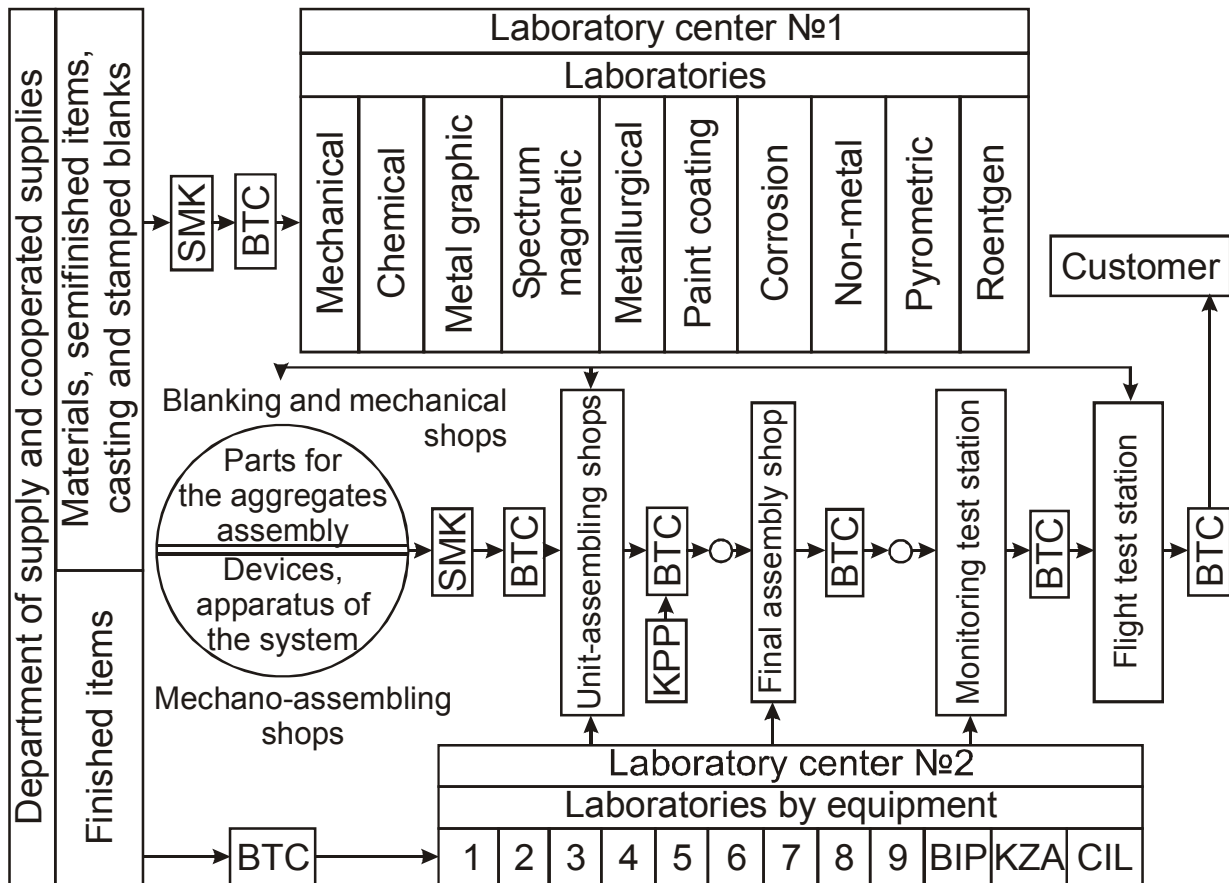 Department of supply and cooperated supplies
Materials, semifinished items,
casting and stamped blanks
Finished items
SMK
BTC
Laboratory center №1
Laboratories
Mechanical
Chemical
Metal graphic
Spectrum
magnetic
Metallurgical
Paint coating
Corrosion
Non-metal
Pyrometric
Roentgen
Customer
Blanking and mechanical
shops
Parts for
the aggregates
assembly
Devices,
apparatus of
the system
Mechano-assembling
shops
SMK
BTC
Unit-assembling shops
BTC
KPP
Final assembly shop
BTC
Monitoring test station
BTC
Flight test station
BTC
Laboratory center №2
Laboratories by equipment
BTC
1 2 3 4 5 6 7 8 9 BIP KZA CIL